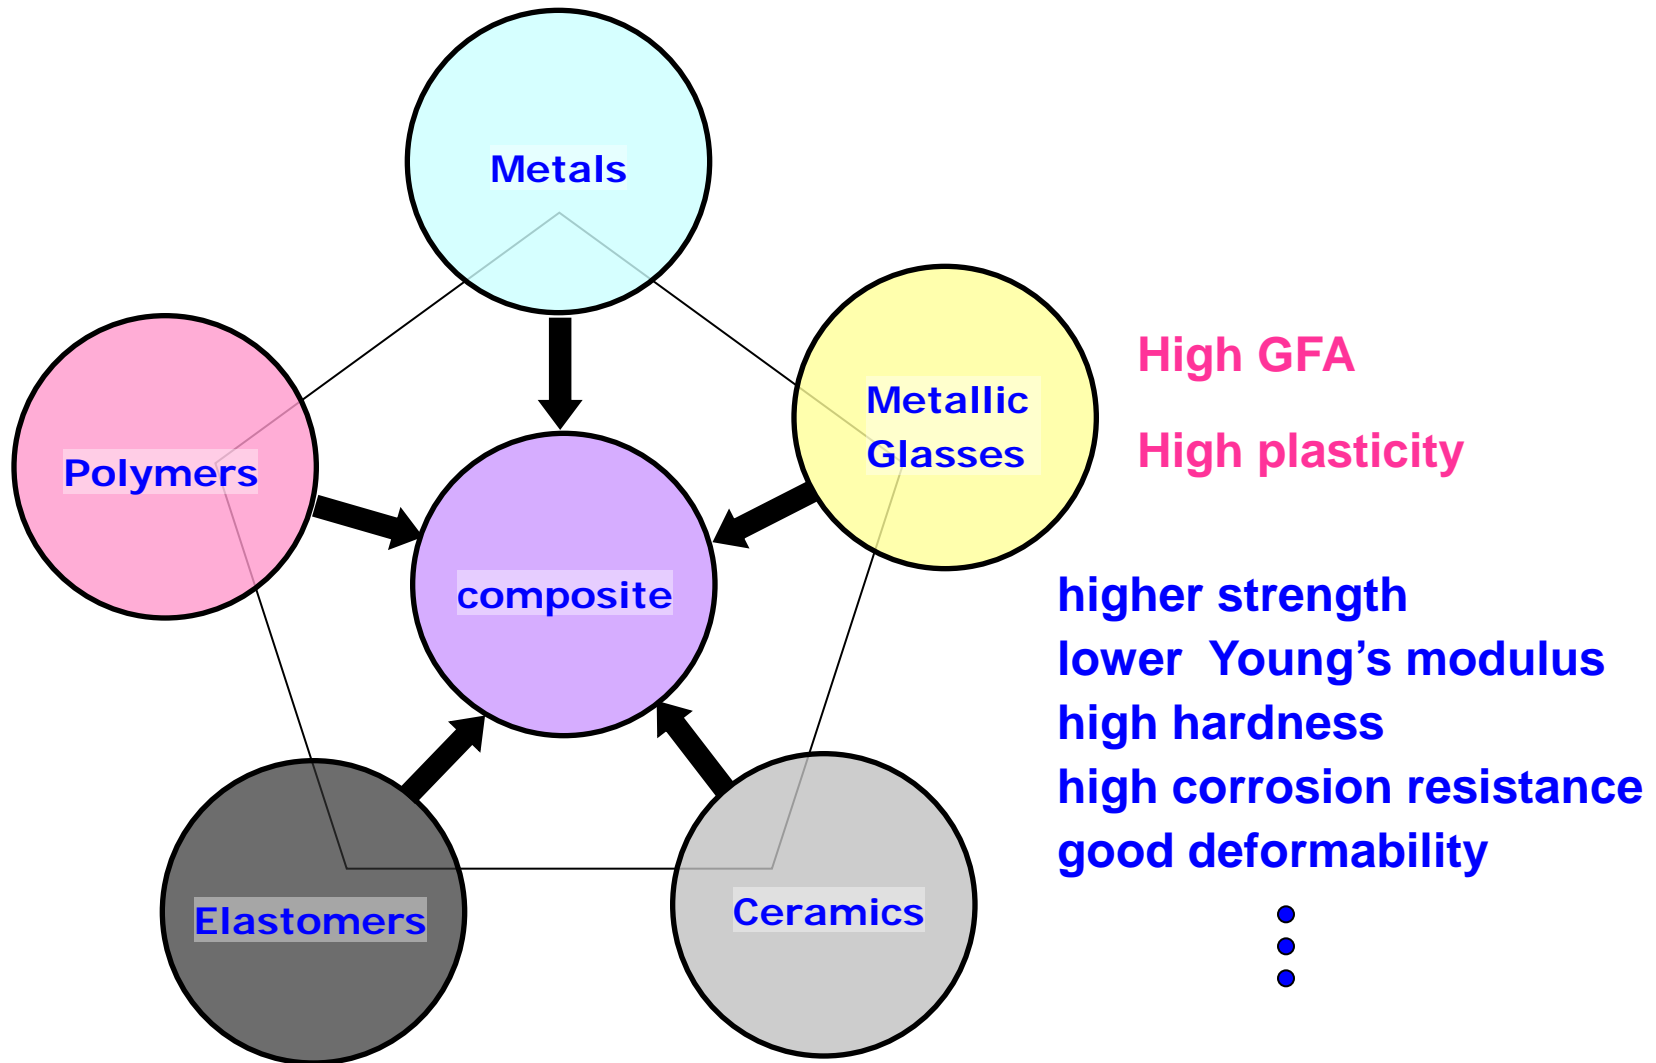 Metals
Metallic
Glasses
High GFA
High plasticity
Polymers
composite
higher strength
lower  Young’s modulus
high hardness
high corrosion resistance
good deformability
Elastomers
Ceramics